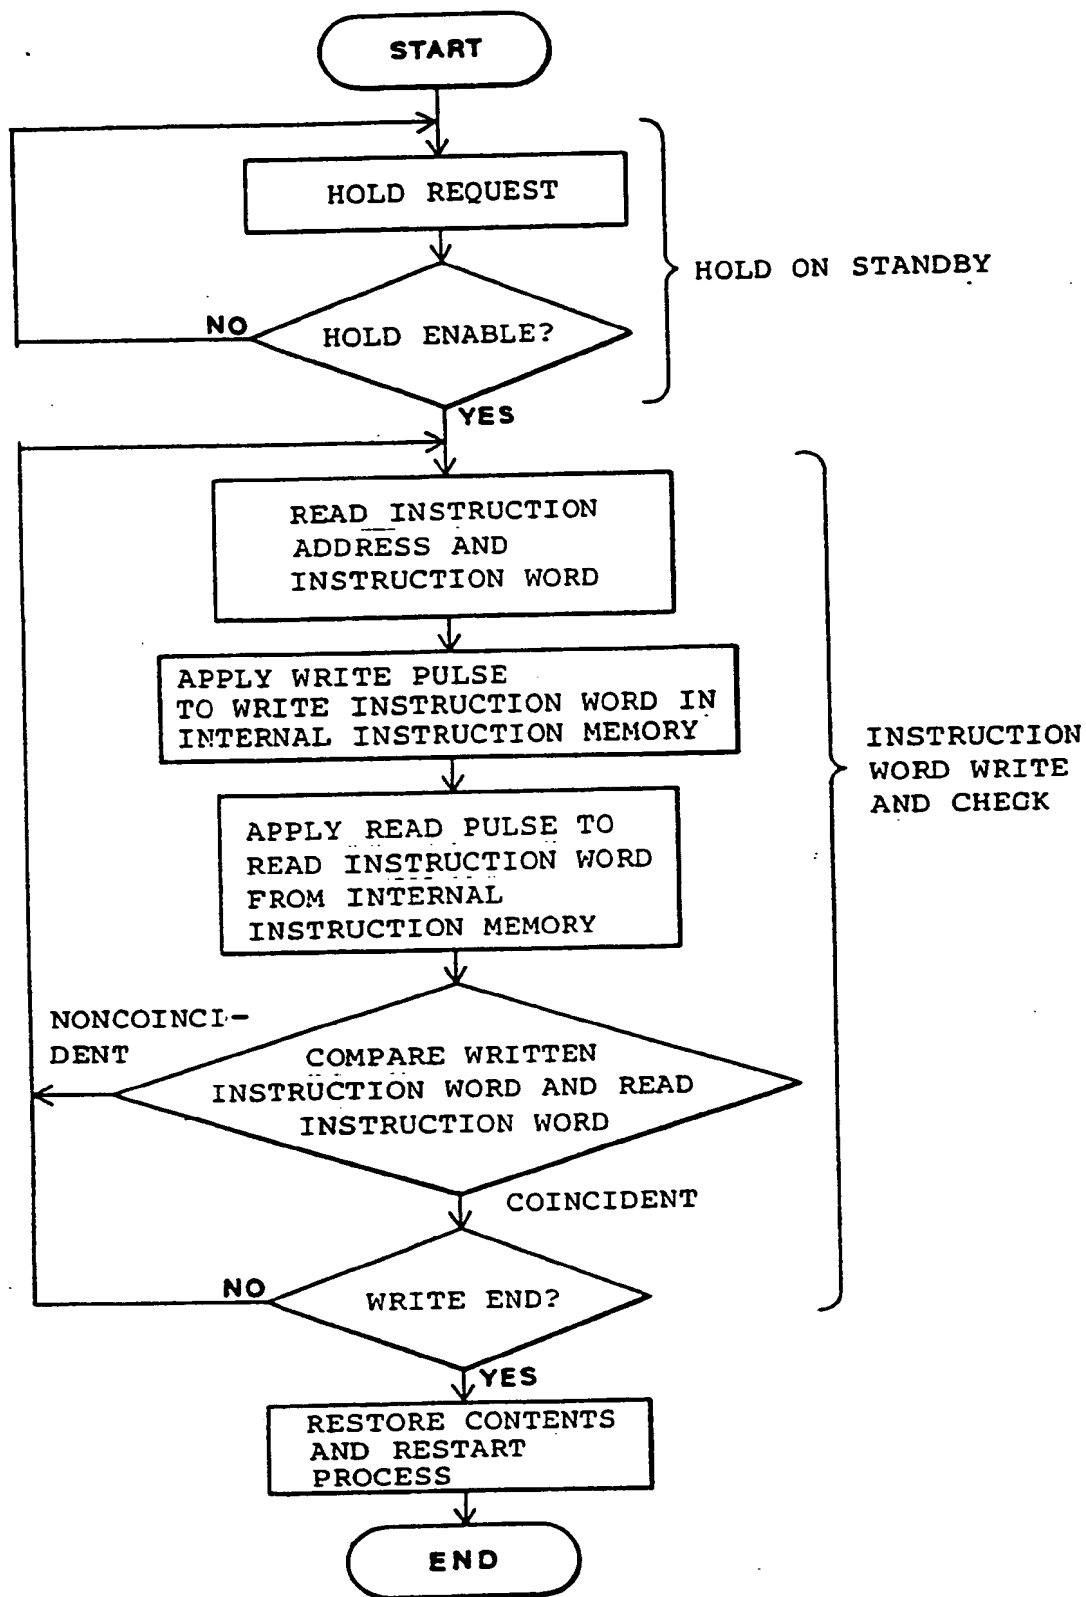 START
HOLD REQUEST
HOLD ON STANDBY
NO
HOLD ENABLE?
YES
READ INSTRUCTION
ADDRESS AND
INSTRUCTION WORD
APPLY WRITE PULSE
TO WRITE INSTRUCTION WORD IN
INTERNAL INSTRUCTION MEMORY
INSTRUCTION
WORD WRITE
AND CHECK
APPLY READ PULSE TO
READ INSTRUCTION WORD
FROM INTERNAL
INSTRUCTION MEMORY
NONCOINCI-
DENT
COMPARE WRITTEN
INSTRUCTION WORD AND READ
INSTRUCTION WORD
COINCIDENT
NO
WRITE END?
YES
RESTORE CONTENTS
AND RESTART
PROCESS
END